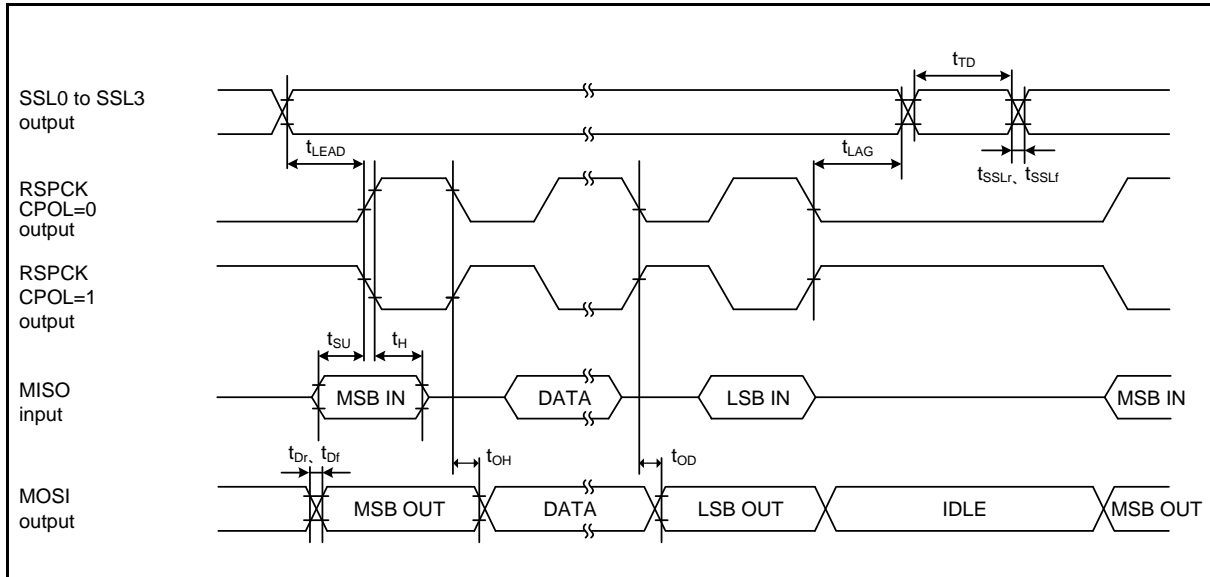 tTD
SSL0 to SSL3
output
tLEAD
tLAG
tSSLr、tSSLf
RSPCK
CPOL=0
output
RSPCK
CPOL=1
output
tSU
tH
MISO
input
MSB IN
DATA
LSB IN
MSB IN
tDr、tDf
tOH
tOD
MOSI
output
MSB OUT
DATA
LSB OUT
IDLE
MSB OUT